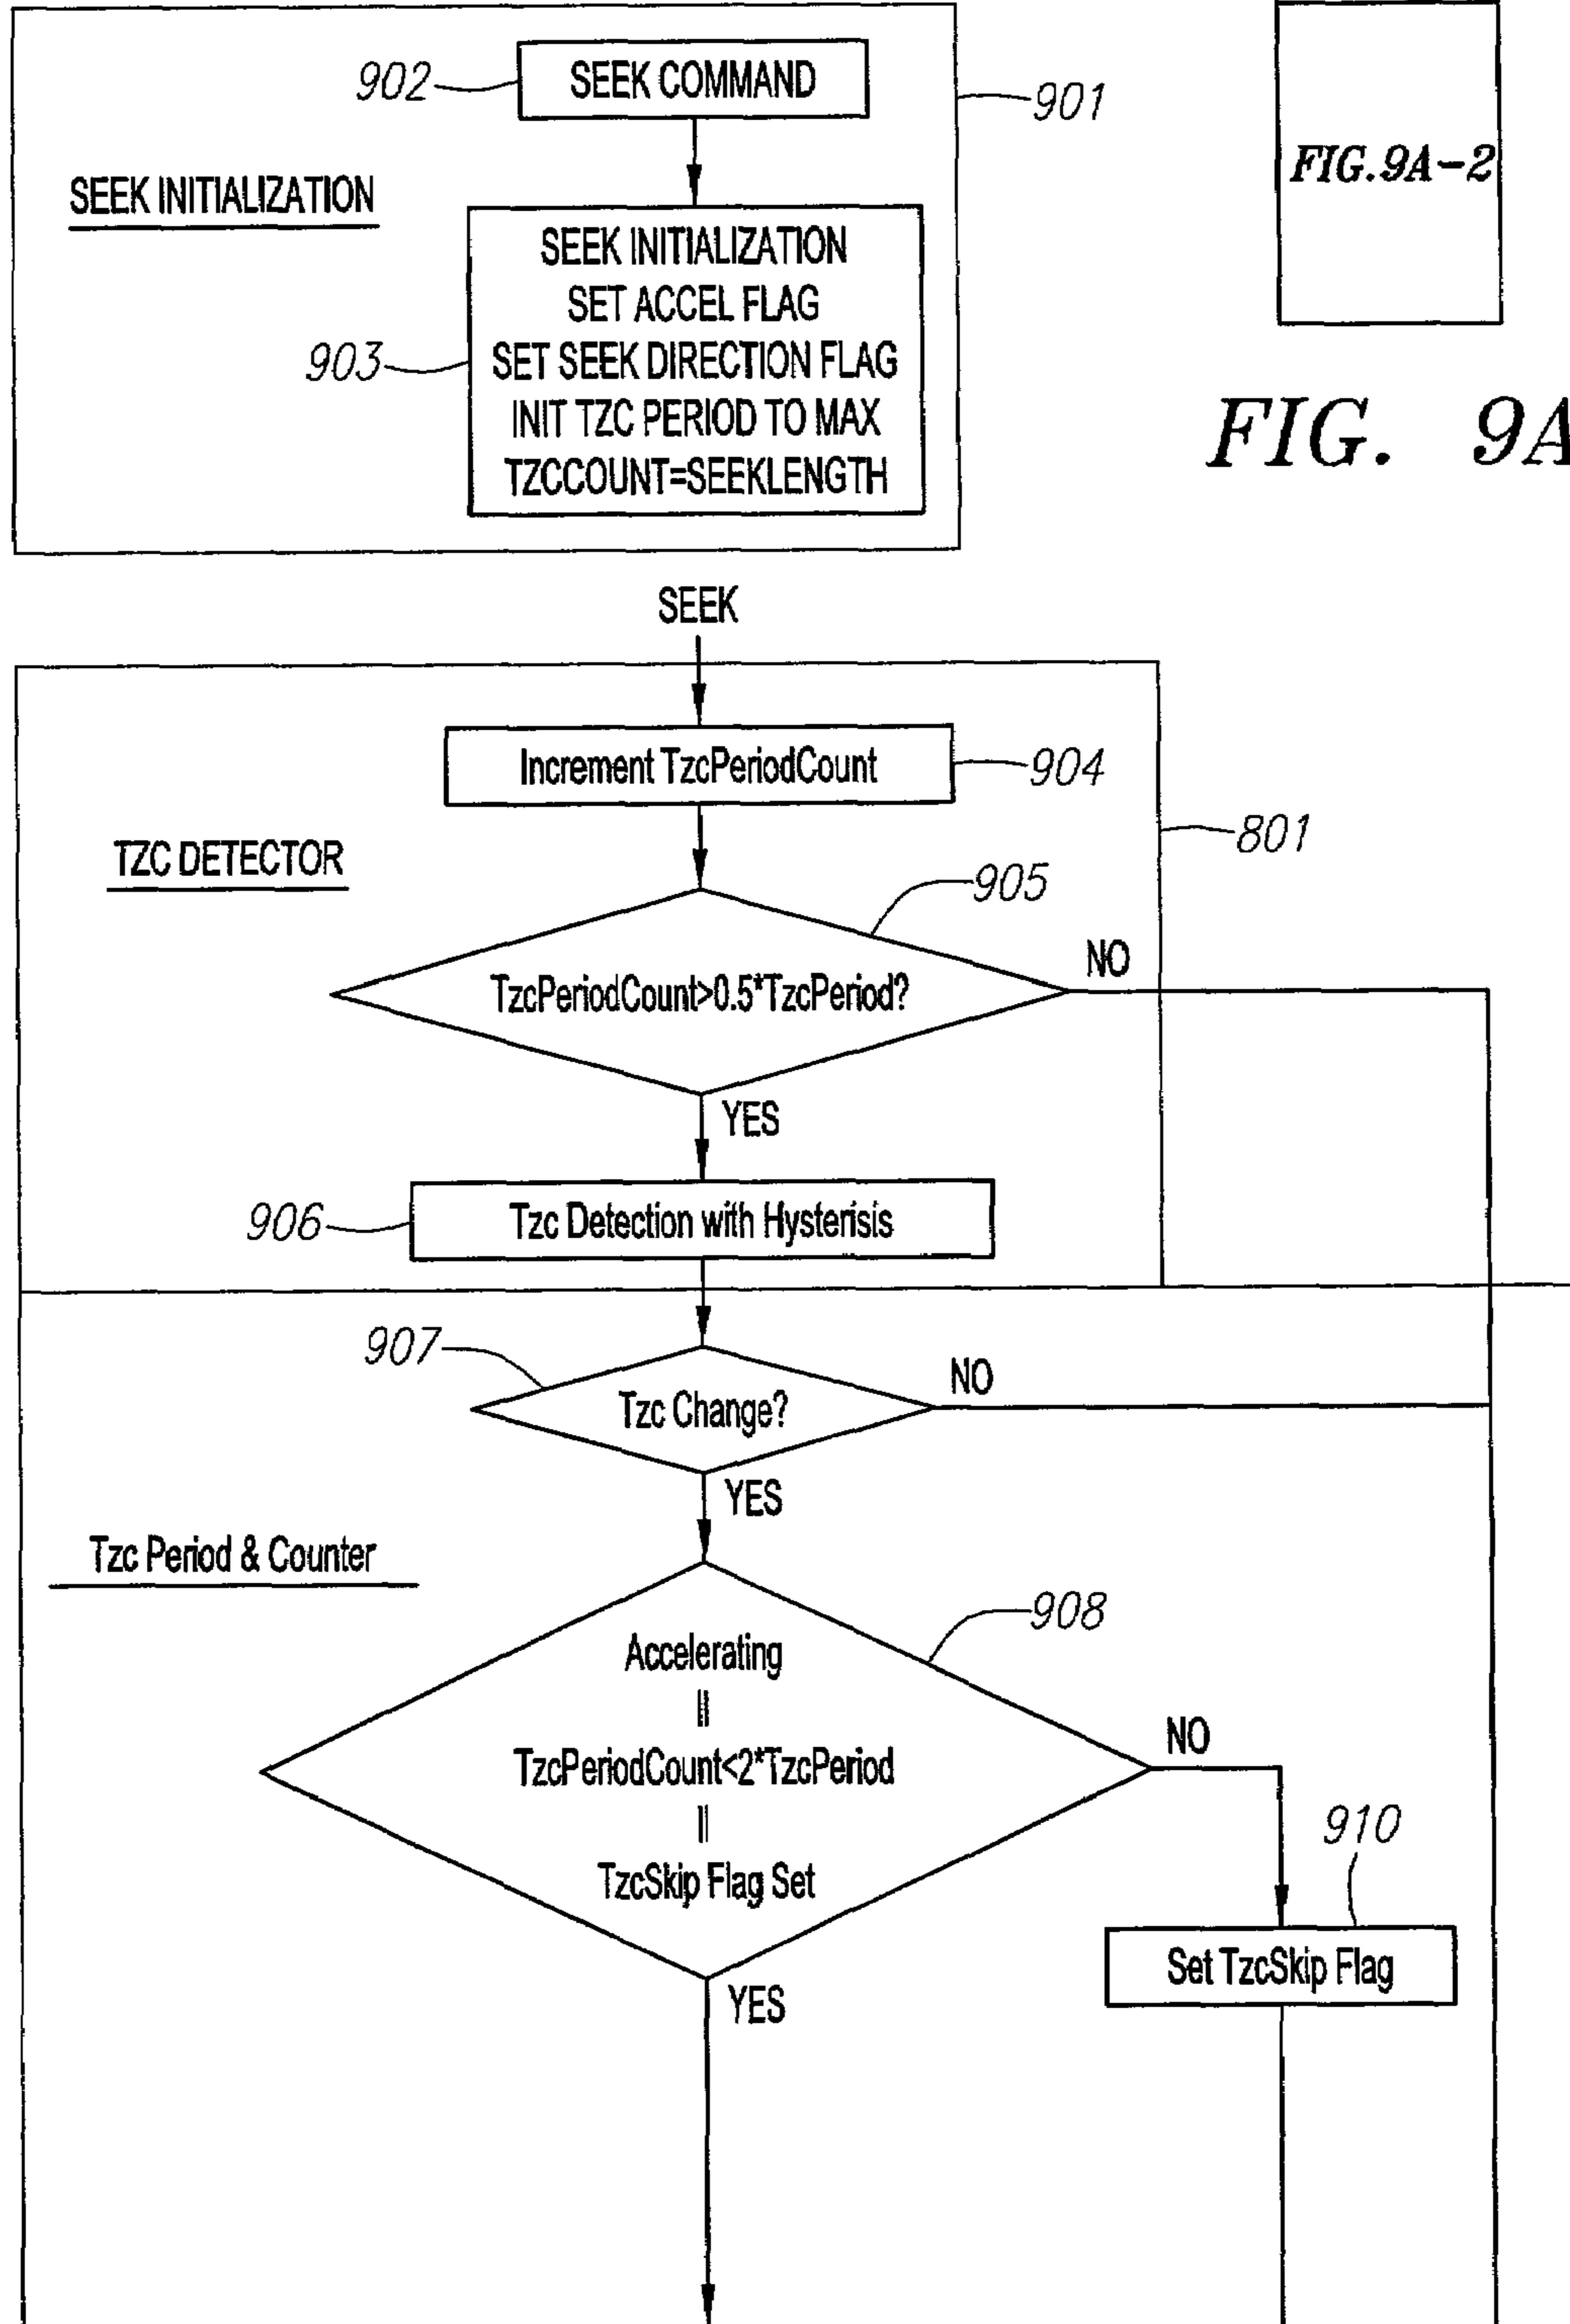 902
SEEK COMMAND
901
SEEK INITIALIZATION
SEEK INITIALIZATION
SET ACCEL FLAG
SET SEEK DIRECTION FLAG
INIT TZC PERIOD TO MAX
TZCCOUNT=SEEKLENGTH
903
FIG.9A-2
FIG. 9A
SEEK
Increment TzcPeriodCount
904
TZC DETECTOR
801
905
TzcPeriodCount>0.5*TzcPeriod?
NO
YES
906
Tzc Detection with Hysterisis
907
Tzc Change?
NO
YES
Tzc Period & Counter
908
Accelerating
||
TzcPeriodCount<2*TzcPeriod
||
TzcSkip Flag Set
NO
910
Set TzcSkip Flag
YES